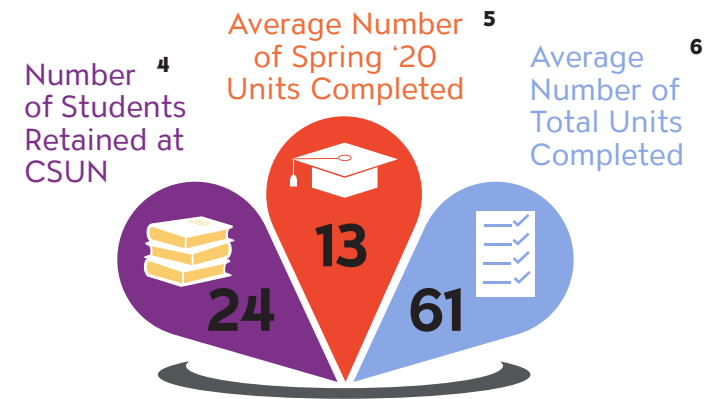 Number 4
of Students
Retained at
CSUN
Average Number 5
of Spring ‘20
Units Completed
Average 6
Number of
Total Units
Completed
24
13
61